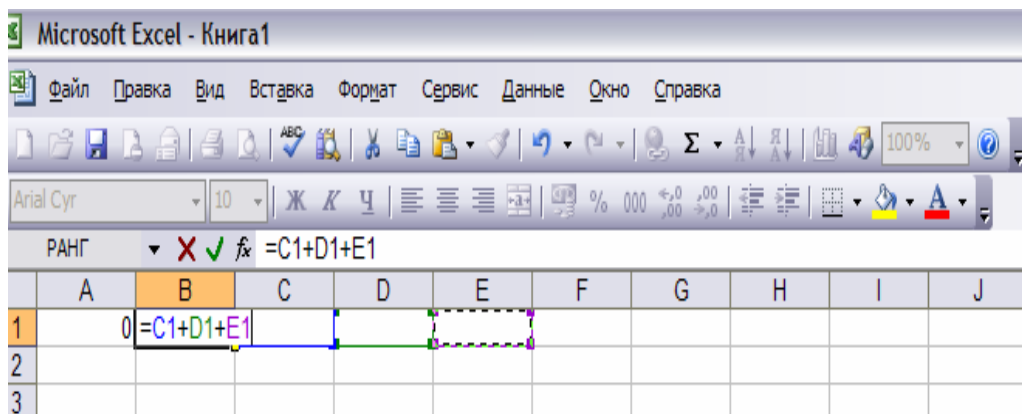 Microsoft Excel - Книга1
Файл Правка Вид Вставка Формат Сервис Данные Окно Справка
ABC Σ А Я Я А 100% ?
Arial Cyr 10 Ж К Ч % 000 ,0 ,00 ,00 ,0 А
РАНГ fx =C1+D1+E1
A B C D E F G H I J
1 0 =C1+D1+E1
2
3